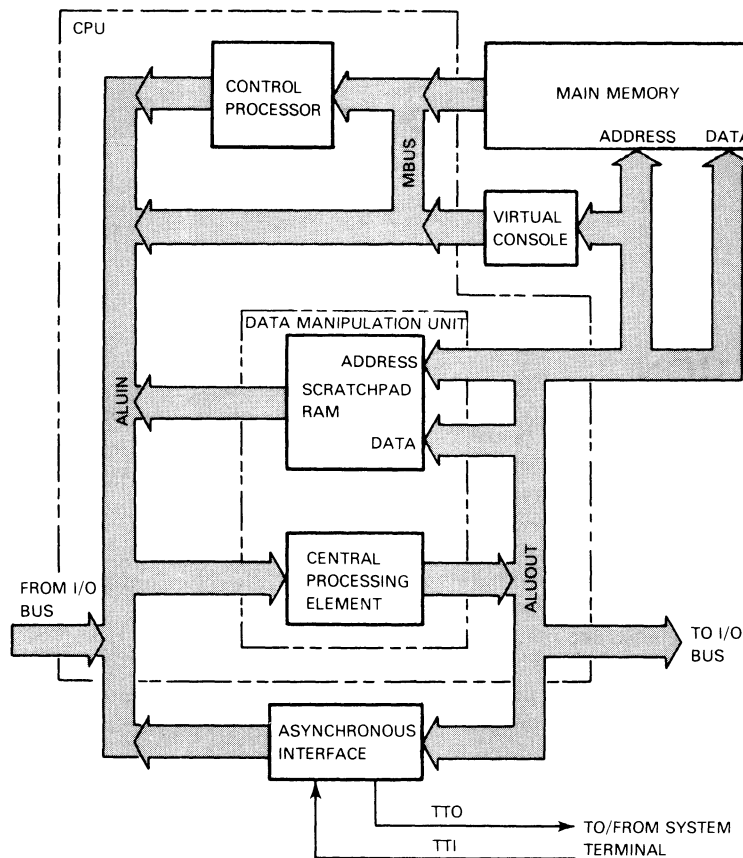 CPU
CONTROL
PROCESSOR
MAIN MEMORY
ADDRESS DATA
MBUS
VIRTUAL
CONSOLE
DATA MANIPULATION UNIT
ADDRESS
SCRATCHPAD
RAM
DATA
ALUIN
CENTRAL
PROCESSING
ELEMENT
ALUOUT
FROM I/O
BUS
TO I/O
BUS
ASYNCHRONOUS
INTERFACE
TTO
TO/FROM SYSTEM
TERMINAL
TTI